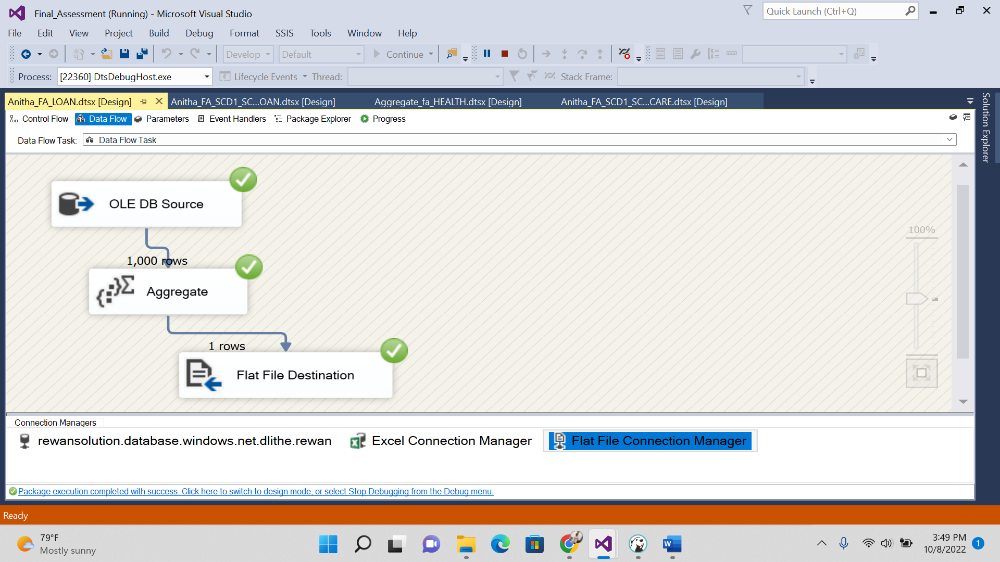 Final_Assessment (Running) - Microsoft Visual Studio
Quick Launch (Ctrl+Q)
File Edit View Project Build Debug Format SSIS Tools Window Help
Develop Default Continue
Process: [22360] DtsDebugHost.exe Lifecycle Events Thread: Stack Frame:
Anitha_FA_LOAN.dtsx [Design] Anitha_FA_SCD1_SC...OAN.dtsx [Design] Aggregate_fa_HEALTH.dtsx [Design] Anitha_FA_SCD1_SC...CARE.dtsx [Design]
Solution Explorer
Control Flow Data Flow Parameters Event Handlers Package Explorer Progress
Data Flow Task: Data Flow Task
OLE DB Source
100%
1,000 rows
Aggregate
1 rows
Flat File Destination
Connection Managers
rewansolution.database.windows.net.dlithe.rewan Excel Connection Manager Flat File Connection Manager
Package execution completed with success. Click here to switch to design mode, or select Stop Debugging from the Debug menu.
Ready
79°F
Mostly sunny
3:49 PM
10/8/2022
1